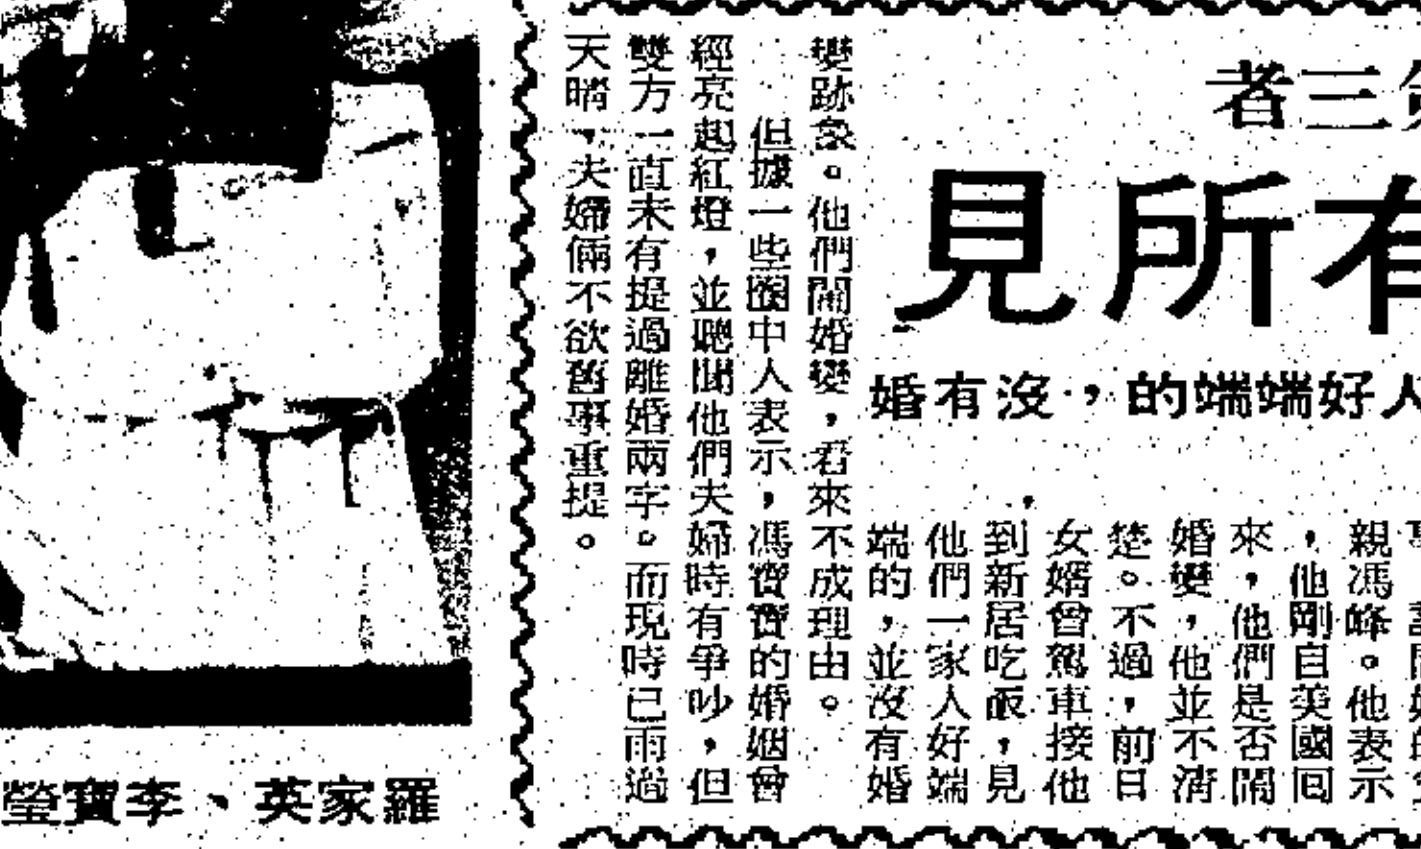 三者
有所見
人好端端的，沒有婚
親馮峰。他表示
，他剛自美國囘
來，他們是否鬧
婚變，他並不清
楚。不過，前日
女婿曾駕車接他
到新居吃飯，見
他們一家人好端
端的，並沒有婚
變跡象。他們鬧婚變，看來不成理由。
但據一些圈中人表示，馮寶寶的婚姻曾
經亮起紅燈，並聽聞他們夫婦時有爭吵，但
雙方一直未有提過離婚兩字。而現時已雨過
天晴，夫婦倆不欲舊事重提。
羅家英、李寶瑩